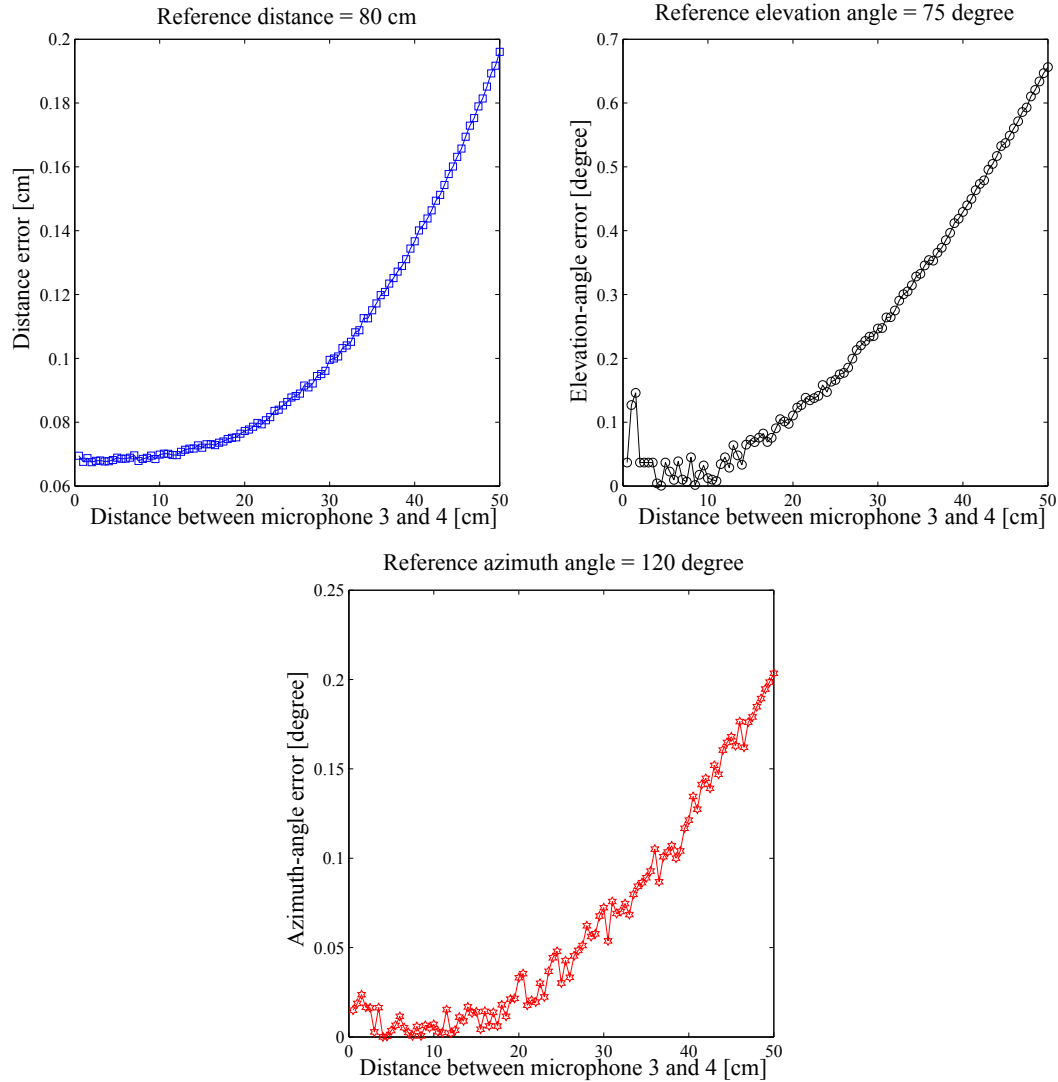 Reference distance = 80 cm
0.2
0.18
0.16
0.14
0.12
0.1
0.08
0.06
Distance error [cm]
0 10 20 30 40 50
Distance between microphone 3 and 4 [cm]
Reference elevation angle = 75 degree
0.7
0.6
0.5
0.4
0.3
0.2
0.1
0
Elevation-angle error [degree]
0 10 20 30 40 50
Distance between microphone 3 and 4 [cm]
Reference azimuth angle = 120 degree
0.25
0.2
0.15
0.1
0.05
0
Azimuth-angle error [degree]
0 10 20 30 40 50
Distance between microphone 3 and 4 [cm]